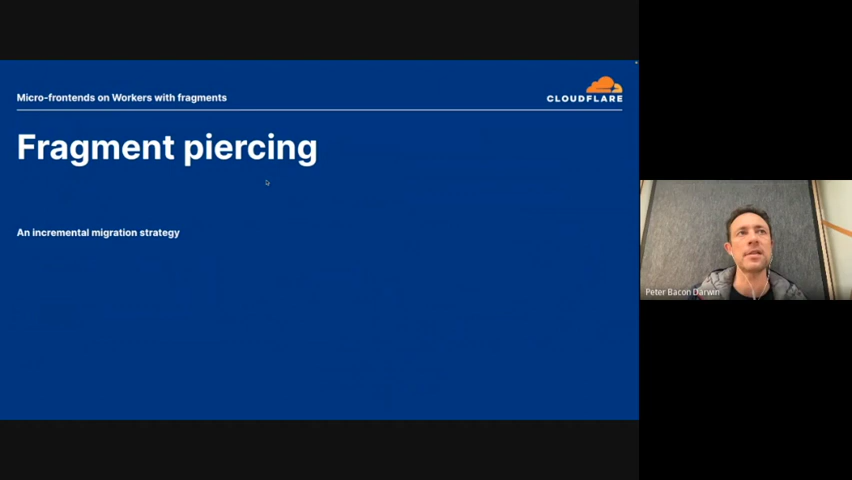 Micro-frontends on Workers with fragments
CLOUDFLARE
Fragment piercing
An incremental migration strategy
Peter Bacon Darwin